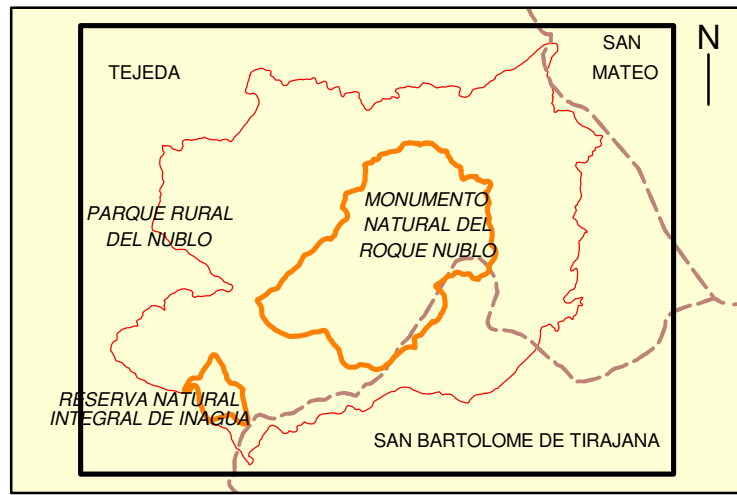 SAN
MATEO
N
TEJEDA
MONUMENTO
NATURAL DEL
ROQUE NUBLO
PARQUE RURAL
DEL NUBLO
RESERVA NATURAL
INTEGRAL DE INAGUA
SAN BARTOLOME DE TIRAJANA